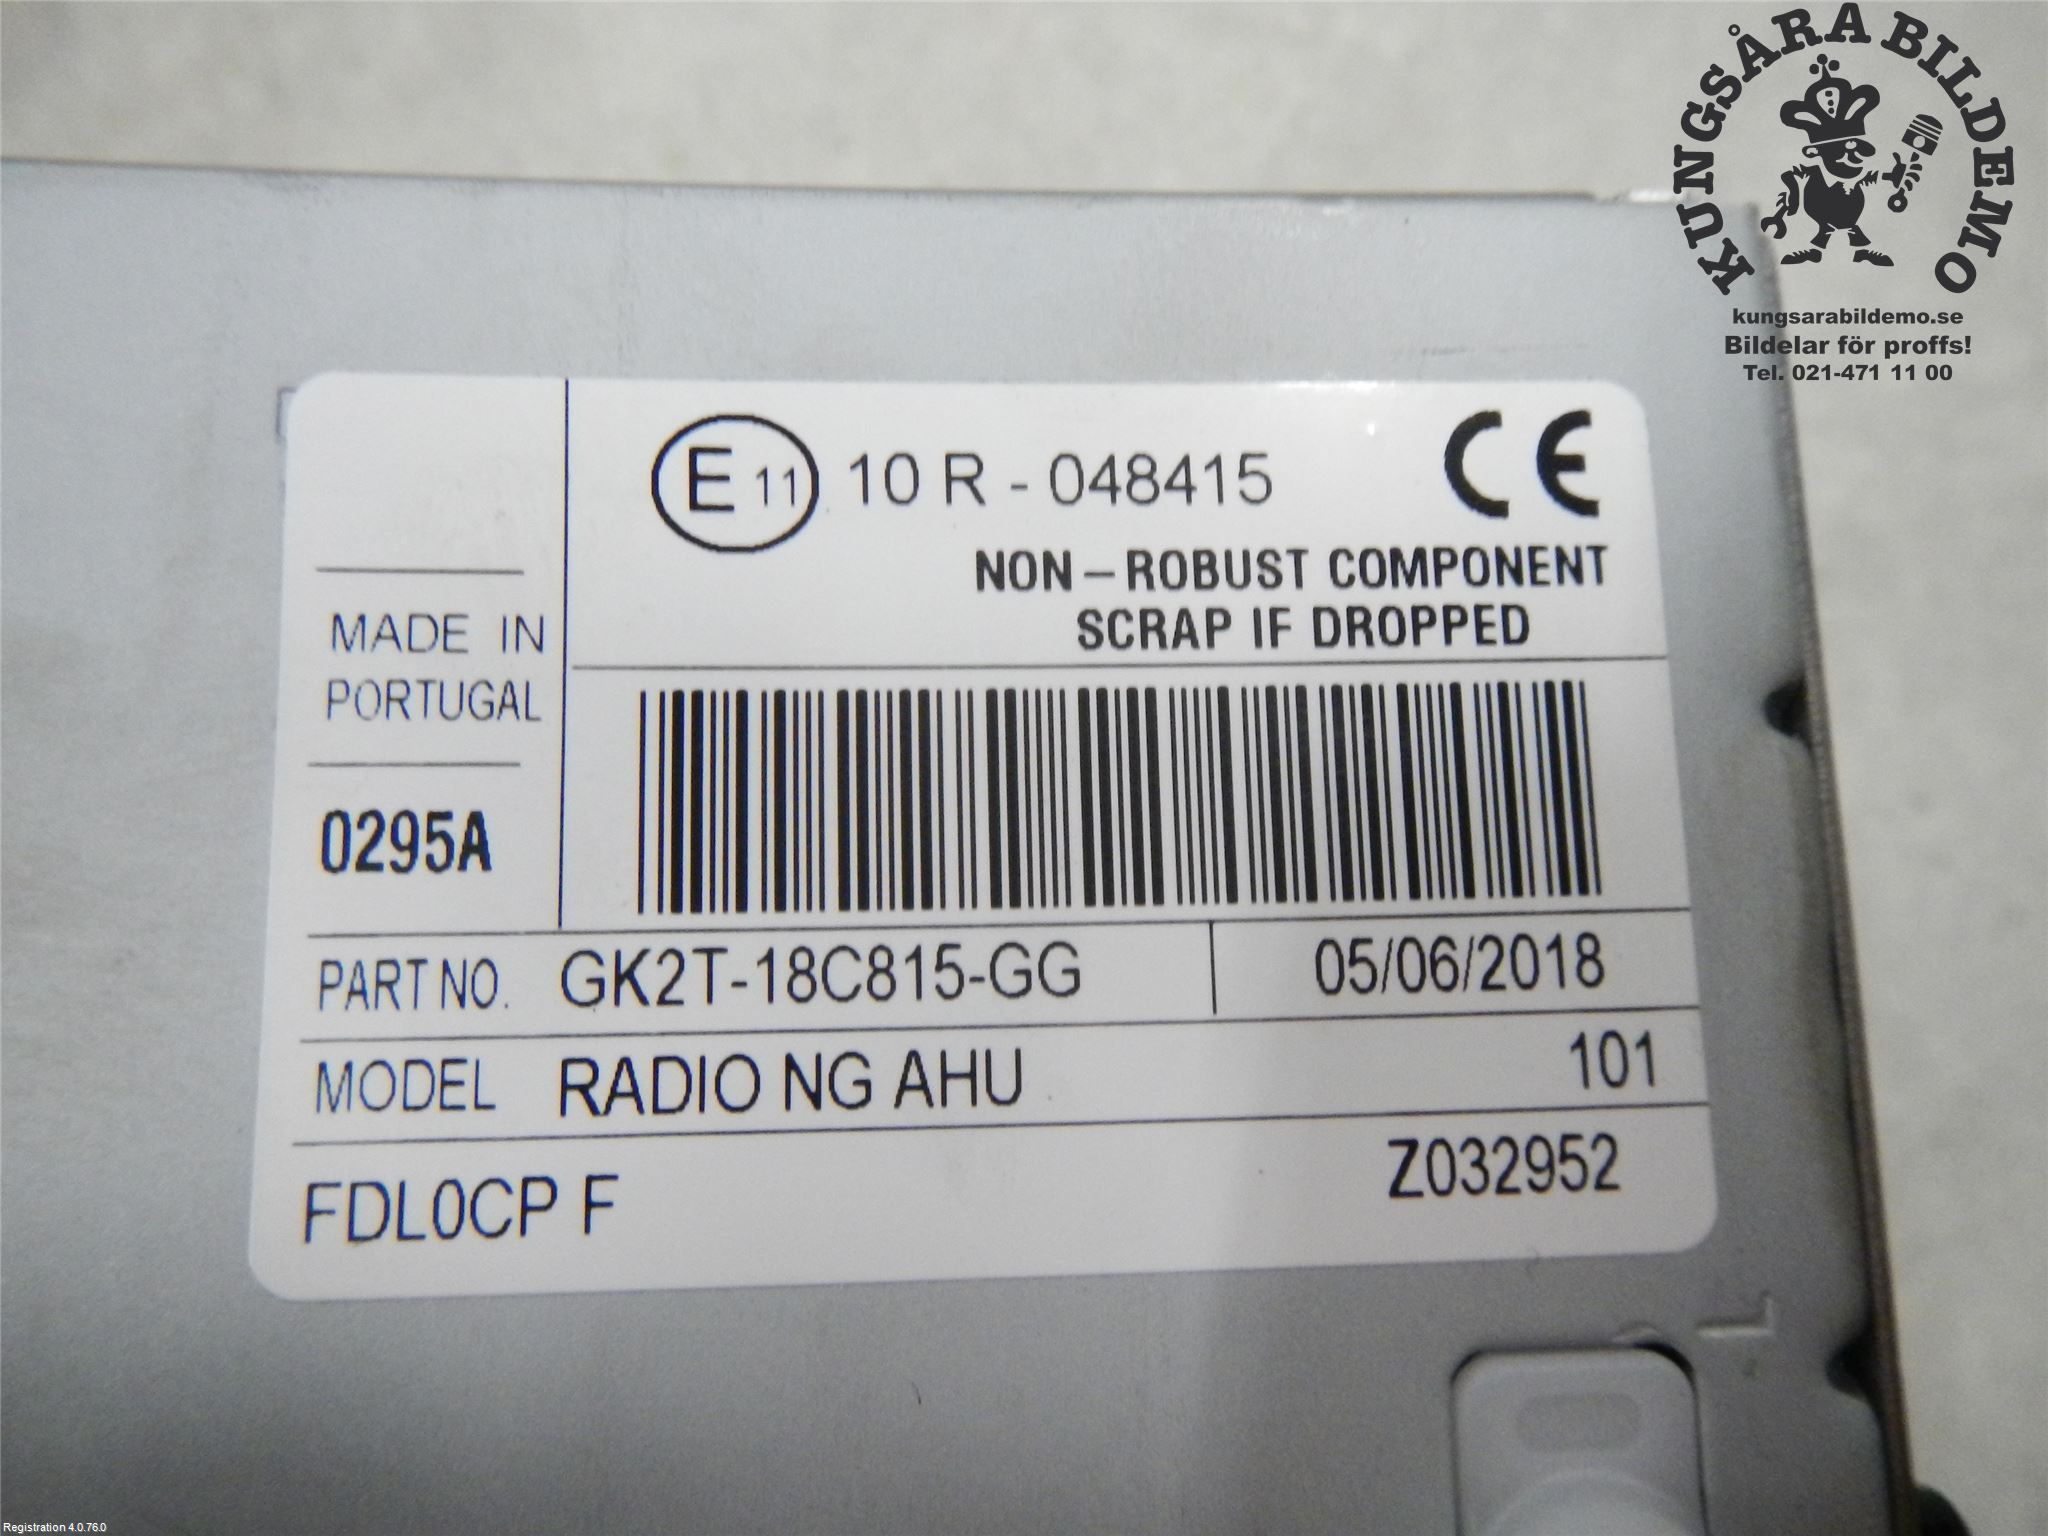 KUNGSÅRA BILDEMO
kungsarabildemo.se
Bildelar för proffs!
Tel. 021-471 11 00
E 11 10 R - 048415 CE
NON – ROBUST COMPONENT
SCRAP IF DROPPED
MADE IN
PORTUGAL
0295A
PART NO. GK2T-18C815-GG 05/06/2018
MODEL RADIO NG AHU 101
FDL0CP F Z032952
L
Registration 4.0.76.0